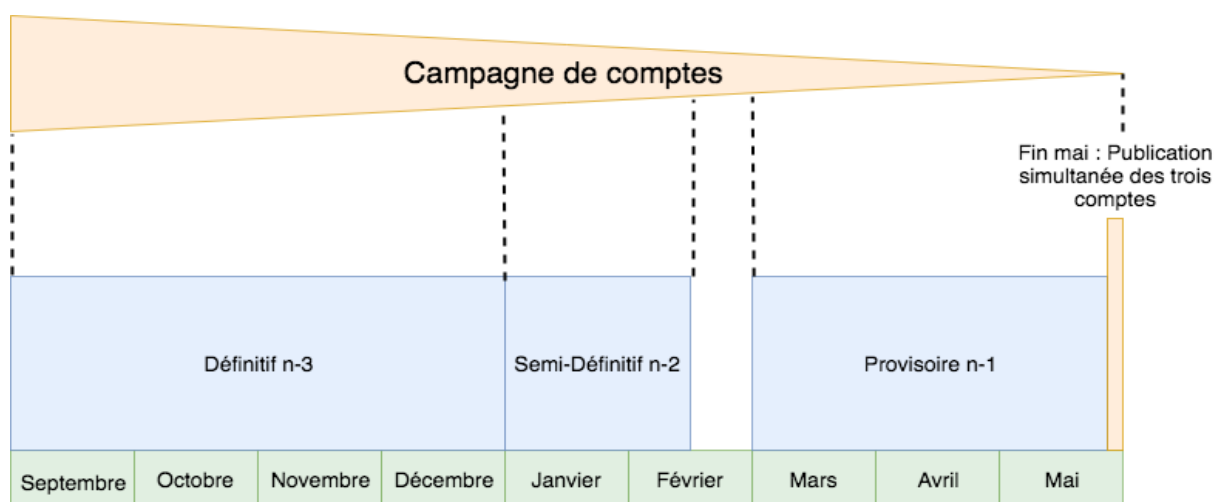 Campagne de comptes
Fin mai : Publication
simultanée des trois
comptes
Définitif n-3
Semi-Définitif n-2
Provisoire n-1
Septembre
Octobre
Novembre
Décembre
Janvier
Février
Mars
Avril
Mai